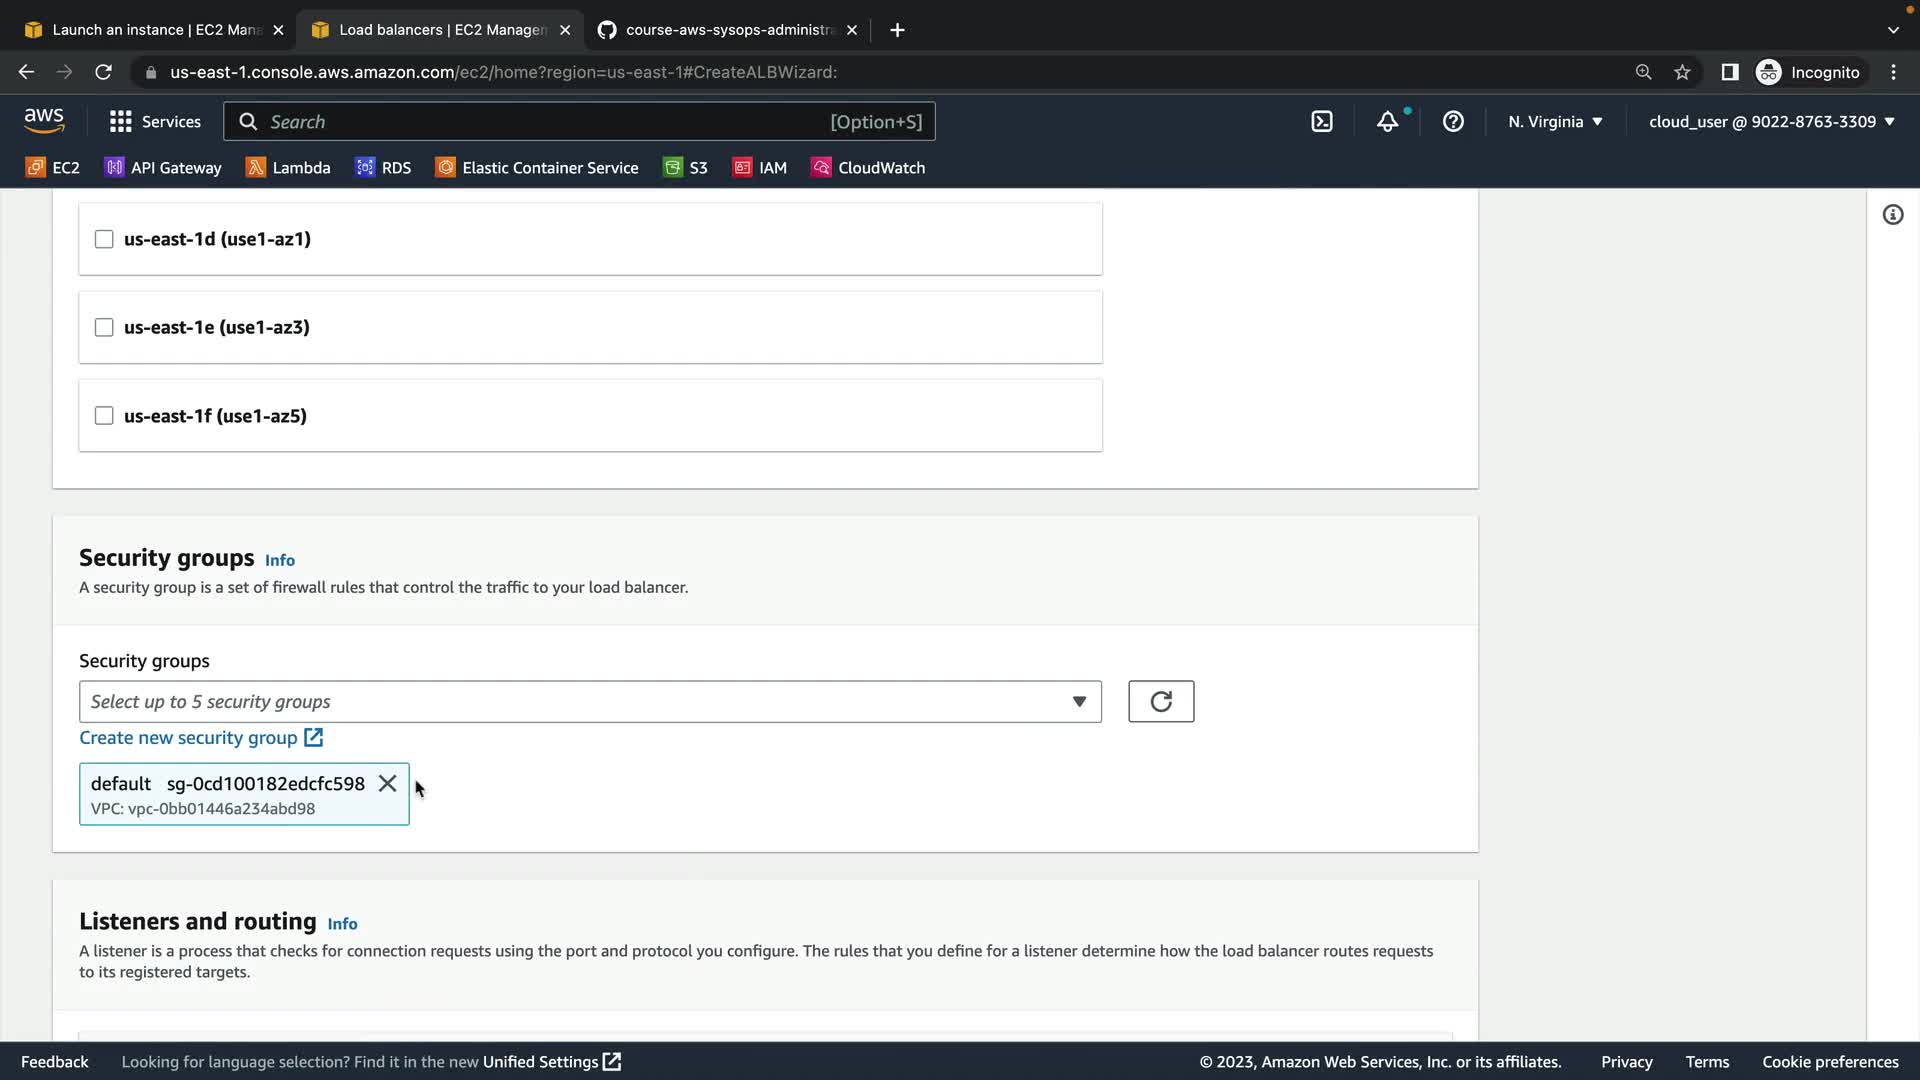 Launch an instance | EC2 Mana
Load balancers | EC2 Managem
course-aws-sysops-administra
us-east-1.console.aws.amazon.com/ec2/home?region=us-east-1#CreateALBWizard:
Incognito
aws
Services
Search
[Option+S]
N. Virginia
cloud_user @ 9022-8763-3309
EC2
API Gateway
Lambda
RDS
Elastic Container Service
S3
IAM
CloudWatch
us-east-1d (use1-az1)
us-east-1e (use1-az3)
us-east-1f (use1-az5)
Security groups Info
A security group is a set of firewall rules that control the traffic to your load balancer.
Security groups
Select up to 5 security groups
Create new security group
default sg-0cd100182edcfc598
VPC: vpc-0bb01446a234abd98
Listeners and routing Info
A listener is a process that checks for connection requests using the port and protocol you configure. The rules that you define for a listener determine how the load balancer routes requests
to its registered targets.
Feedback
Looking for language selection? Find it in the new Unified Settings
© 2023, Amazon Web Services, Inc. or its affiliates.
Privacy
Terms
Cookie preferences